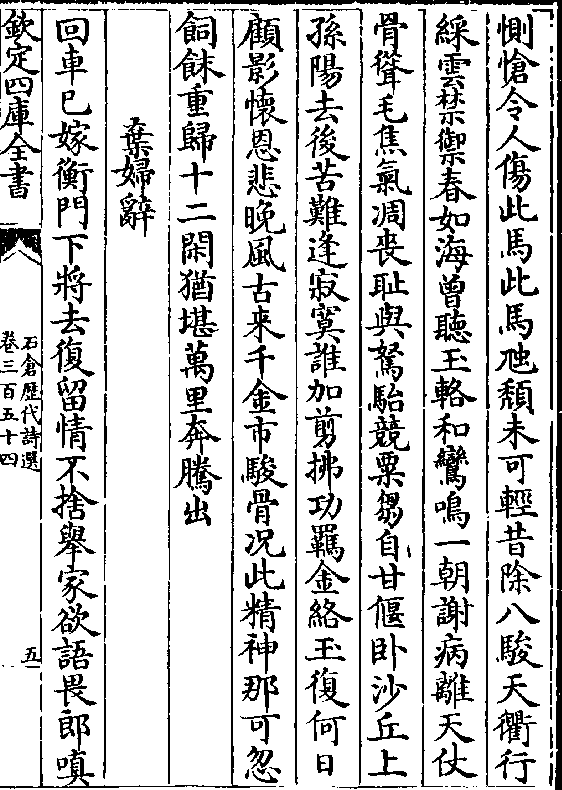 惻愴令人傷此馬此馬虺頽未可輕昔除八駿天衢行
綵雲禁禦春如海曾聽玉輅和鸞鳴一朝謝病離天仗
骨聳毛焦氣凋喪耻與駑駘競粟芻自甘偃卧沙丘上
孫陽去後苦難逢寂寞誰加剪拂功羈金絡玉復何日
顧影懷恩悲晚風古来千金市駿骨况此精神那可忽
飼餗重歸十二閑猶堪萬里奔騰出
棄婦辭
回車已嫁衡門下將去復留情不捨舉家欲語畏郎嗔
欽定四庫全書
石倉歴代詩選
卷三百五十四
五